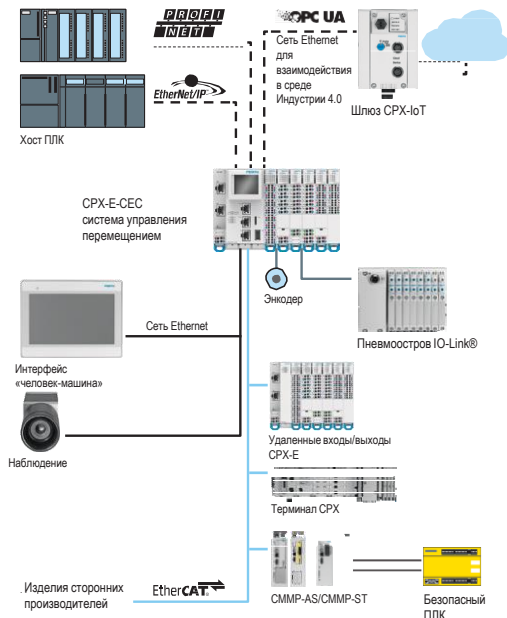 PROFI
NET
OPC UA
EtherNet/IP
Сеть Ethernet
для
взаимодействия
в среде
Индустрии 4.0
Шлюз CPX-IoT
Хост ПЛК
CPX-E-CEC
система управления
перемещением
Энкодер
Сеть Ethernet
Пневмоостров IO-Link®
Интерфейс
«человек-машина»
Удаленные входы/выходы
CPX-E
Наблюдение
Терминал CPX
Изделия сторонних
производителей
EtherCAT
CMMP-AS/CMMP-ST
Безопасный
ПЛК